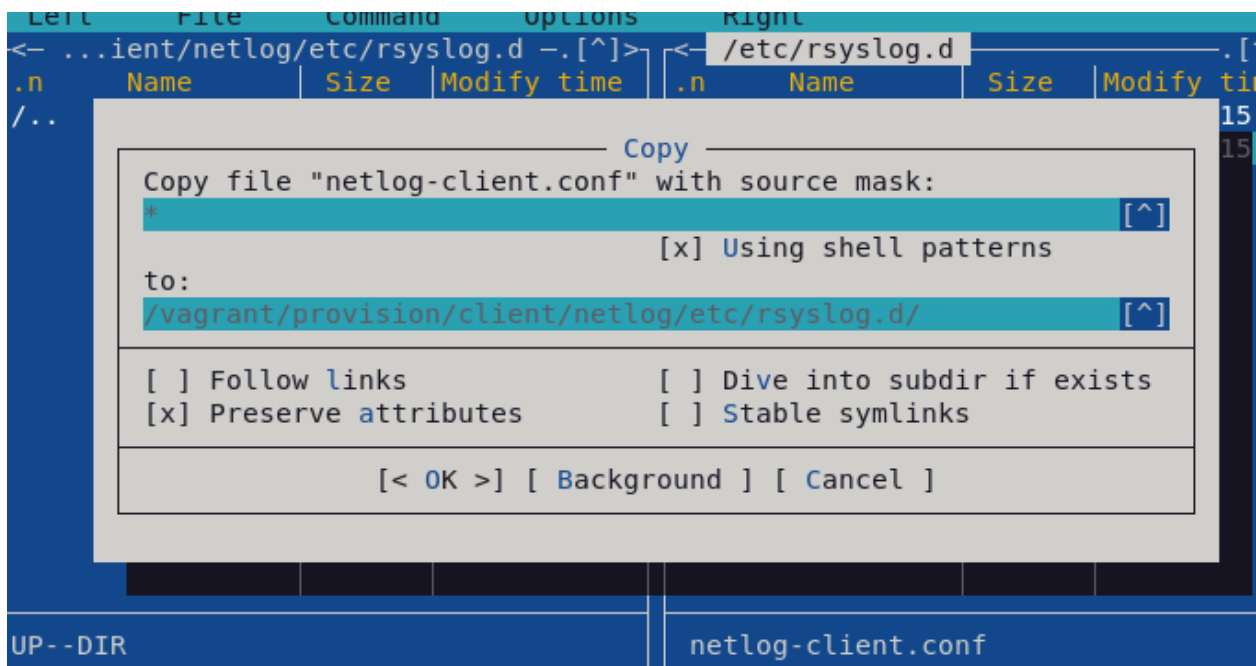 Left File Command Options Right
<— ...ient/netlog/etc/rsyslog.d —.[^]> <— /etc/rsyslog.d .[
.n Name Size Modify time .n Name Size Modify
/.. 15
15
Copy
Copy file "netlog-client.conf" with source mask:
* [^]
[x] Using shell patterns
to:
/vagrant/provision/client/netlog/etc/rsyslog.d/ [^]
[ ] Follow links [ ] Dive into subdir if exists
[x] Preserve attributes [ ] Stable symlinks
[< OK >] [ Background ] [ Cancel ]
UP--DIR netlog-client.conf